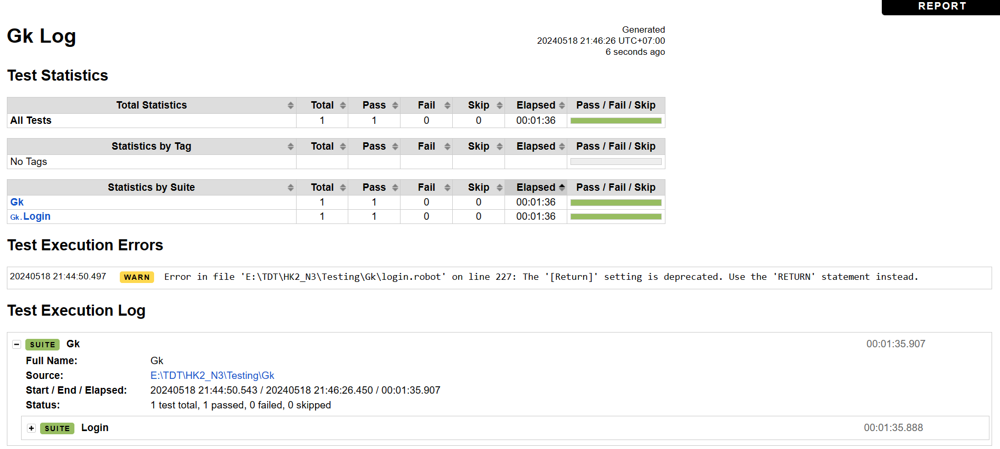 REPORT
Gk Log
Generated
20240518 21:46:26 UTC+07:00
6 seconds ago
Test Statistics
Total Statistics Total Pass Fail Skip Elapsed Pass / Fail / Skip
All Tests 1 1 0 0 00:01:36
Statistics by Tag Total Pass Fail Skip Elapsed Pass / Fail / Skip
No Tags
Statistics by Suite Total Pass Fail Skip Elapsed Pass / Fail / Skip
Gk 1 1 0 0 00:01:36
Gk.Login 1 1 0 0 00:01:36
Test Execution Errors
20240518 21:44:50.497 WARN Error in file 'E:\TDT\HK2_N3\Testing\Gk\login.robot' on line 227: The '[Return]' setting is deprecated. Use the 'RETURN' statement instead.
Test Execution Log
SUITE Gk 00:01:35.907
Full Name: Gk
Source: E:\TDT\HK2_N3\Testing\Gk
Start / End / Elapsed: 20240518 21:44:50.543 / 20240518 21:46:26.450 / 00:01:35.907
Status: 1 test total, 1 passed, 0 failed, 0 skipped
SUITE Login 00:01:35.888